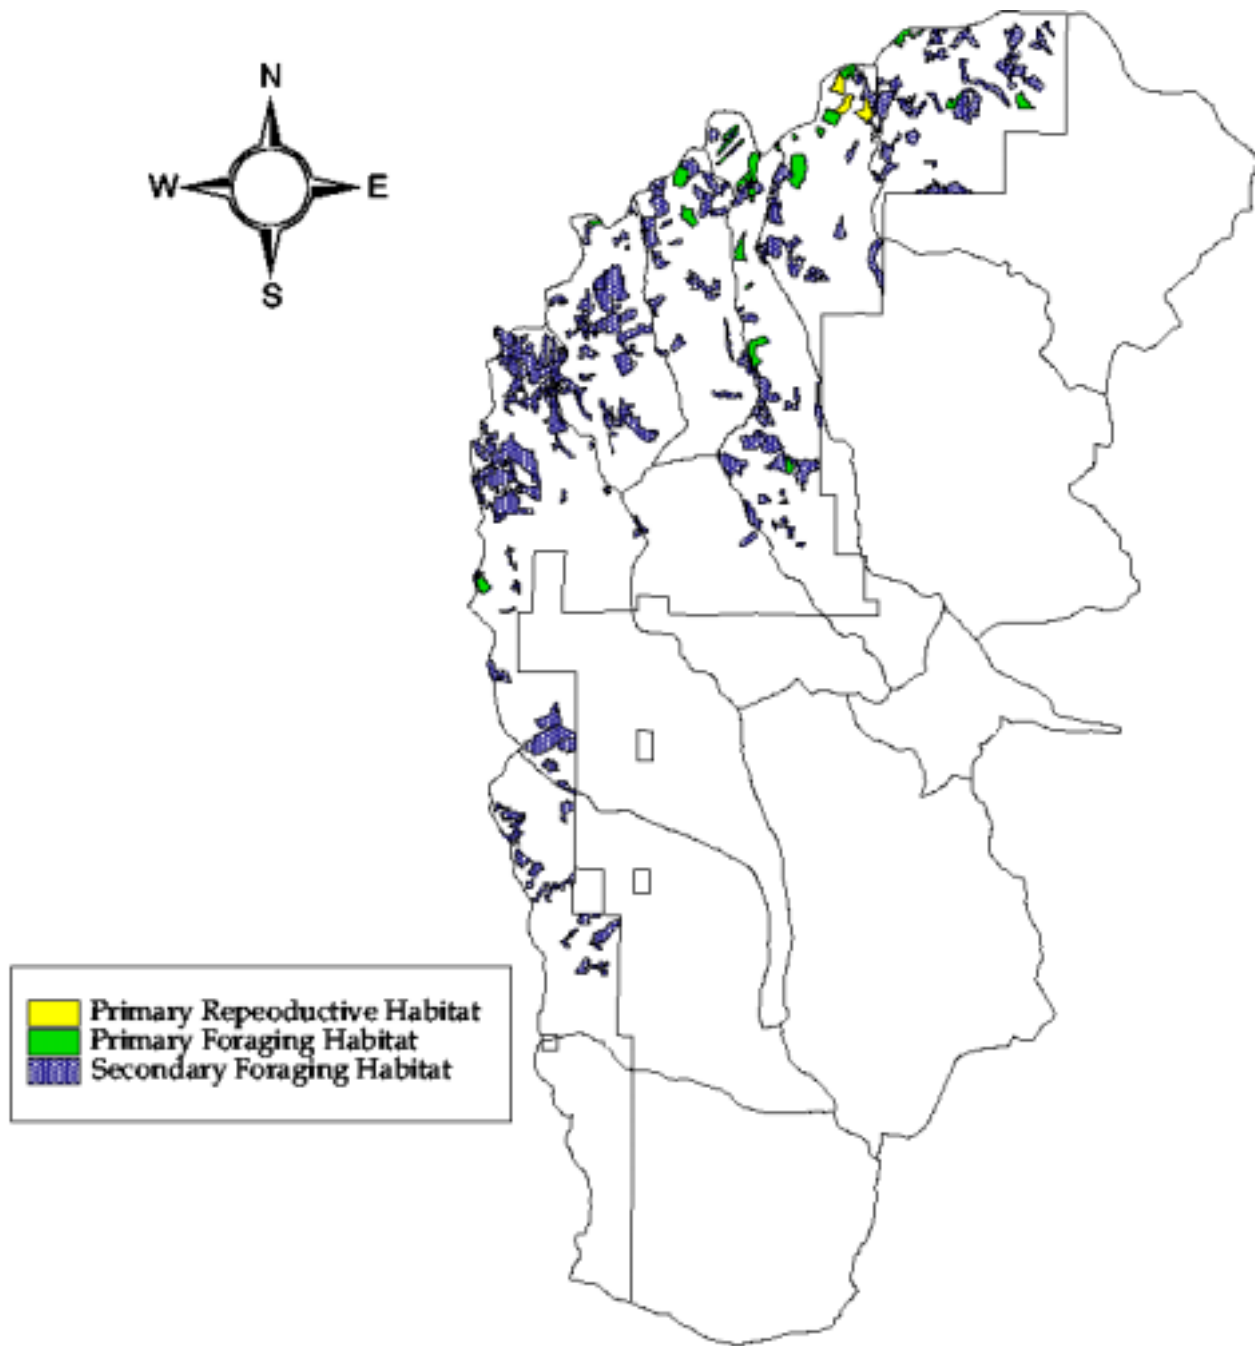 N
W E
S
Primary Repeoductive Habitat
Primary Foraging Habitat
Secondary Foraging Habitat